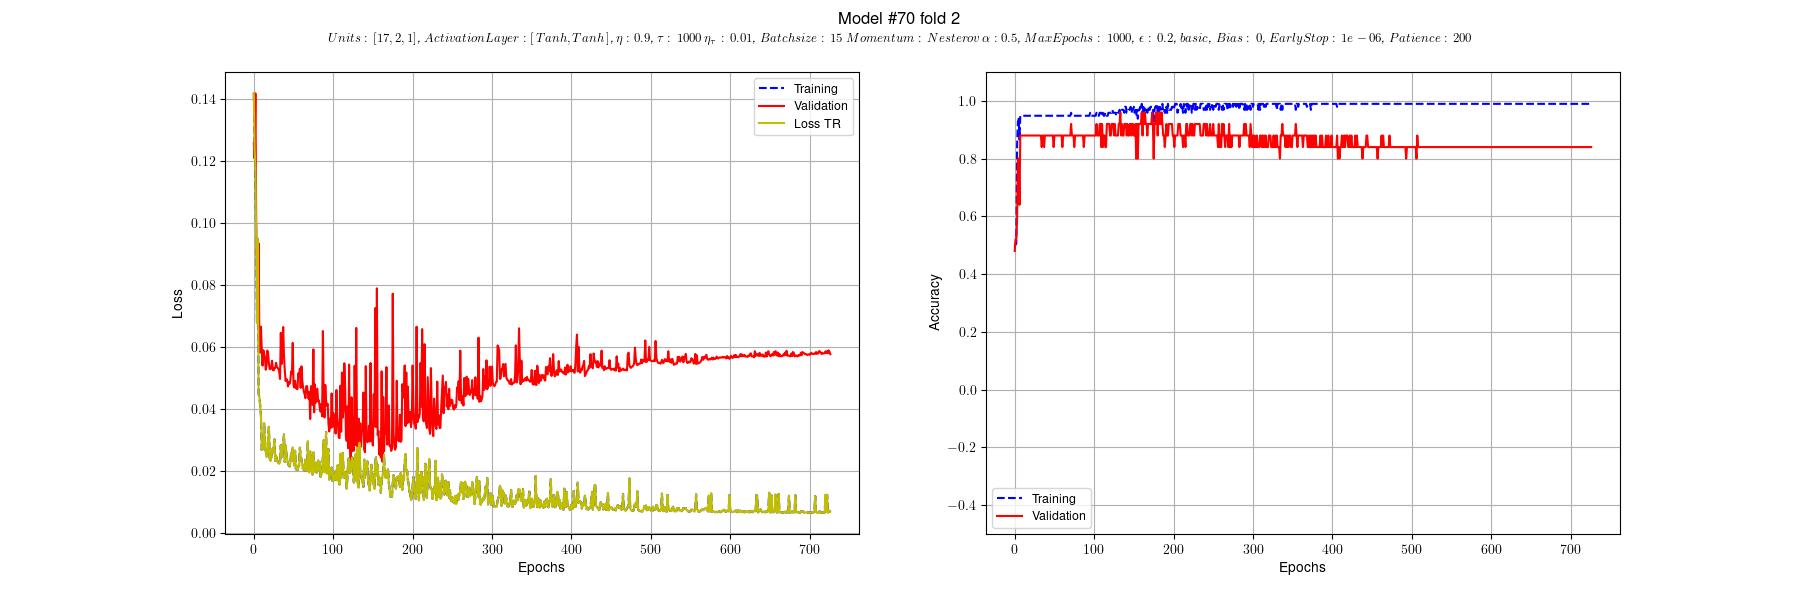 Model #70 fold 2
Units : [17, 2, 1], ActivationLayer : [Tanh, Tanh], η : 0.9, τ : 1000 η_τ : 0.01, Batchsize : 15 Momentum : Nesterov α : 0.5, MaxEpochs : 1000, ϵ : 0.2, basic, Bias : 0, EarlyStop : 1e − 06, Patience : 200
0.14
0.12
0.10
0.08
0.06
0.04
0.02
0.00
Loss
0 100 200 300 400 500 600 700
Epochs
Training
Validation
Loss TR
1.0
0.8
0.6
0.4
0.2
0.0
−0.2
−0.4
Accuracy
0 100 200 300 400 500 600 700
Epochs
Training
Validation